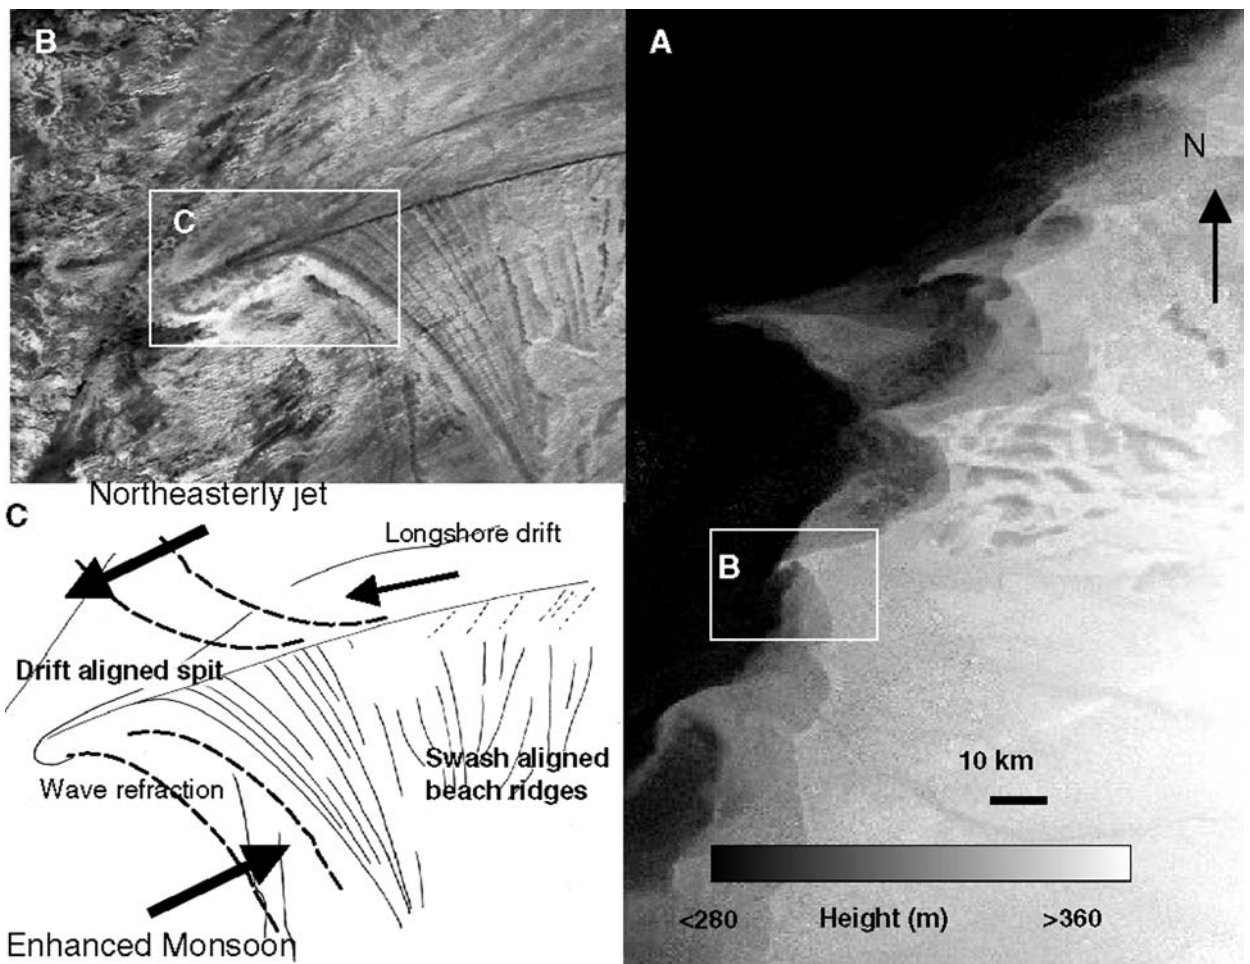 B
C
A
N
B
10 km
<280 Height (m) >360
C
Northeasterly jet
Longshore drift
Drift aligned spit
Swash aligned
beach ridges
Wave refraction
Enhanced Monsoon